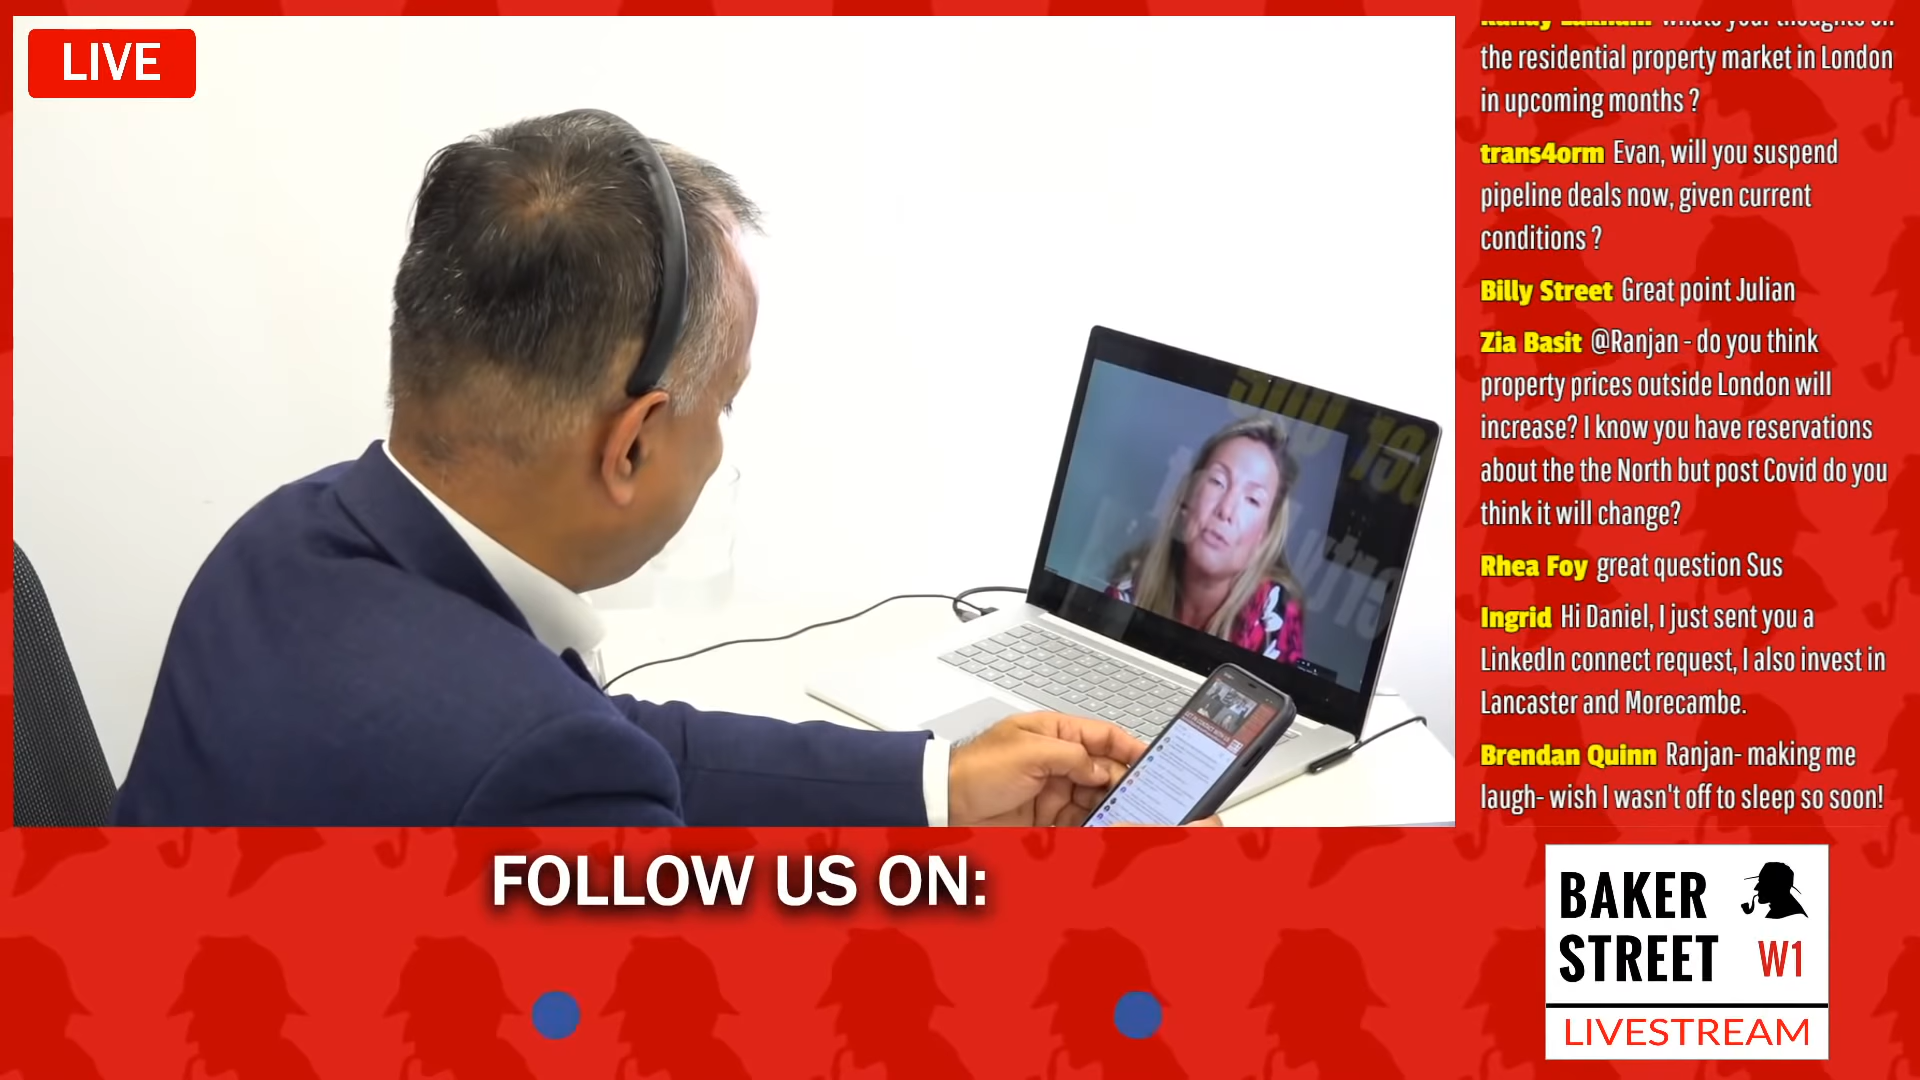 LIVE
the residential property market in London
in upcoming months ?
trans4orm Evan, will you suspend
pipeline deals now, given current
conditions ?
Billy Street Great point Julian
Zia Basit @Ranjan - do you think
property prices outside London will
increase? I know you have reservations
about the the North but post Covid do you
think it will change?
Rhea Foy great question Sus
Ingrid Hi Daniel, I just sent you a
LinkedIn connect request, I also invest in
Lancaster and Morecambe.
Brendan Quinn Ranjan- making me
laugh- wish I wasn't off to sleep so soon!
FOLLOW US ON:
BAKER
STREET W1
LIVESTREAM